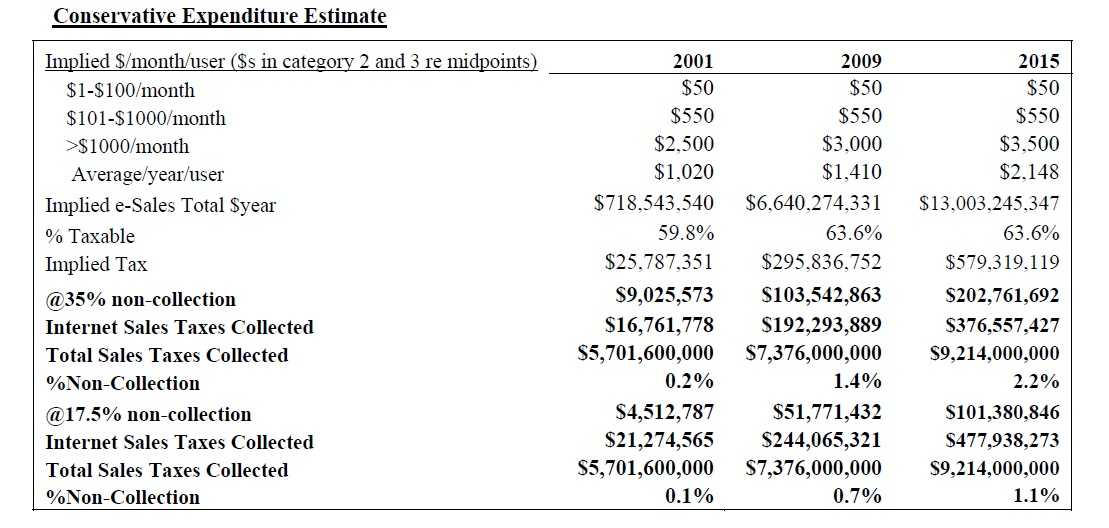 Conservative Expenditure Estimate
Implied $/month/user ($s in category 2 and 3 re midpoints) 2001 2009 2015
$1-$100/month $50 $50 $50
$101-$1000/month $550 $550 $550
>$1000/month $2,500 $3,000 $3,500
Average/year/user $1,020 $1,410 $2,148
Implied e-Sales Total $year $718,543,540 $6,640,274,331 $13,003,245,347
% Taxable 59.8% 63.6% 63.6%
Implied Tax $25,787,351 $295,836,752 $579,319,119
@35% non-collection $9,025,573 $103,542,863 $202,761,692
Internet Sales Taxes Collected $16,761,778 $192,293,889 $376,557,427
Total Sales Taxes Collected $5,701,600,000 $7,376,000,000 $9,214,000,000
%Non-Collection 0.2% 1.4% 2.2%
@17.5% non-collection $4,512,787 $51,771,432 $101,380,846
Internet Sales Taxes Collected $21,274,565 $244,065,321 $477,938,273
Total Sales Taxes Collected $5,701,600,000 $7,376,000,000 $9,214,000,000
%Non-Collection 0.1% 0.7% 1.1%